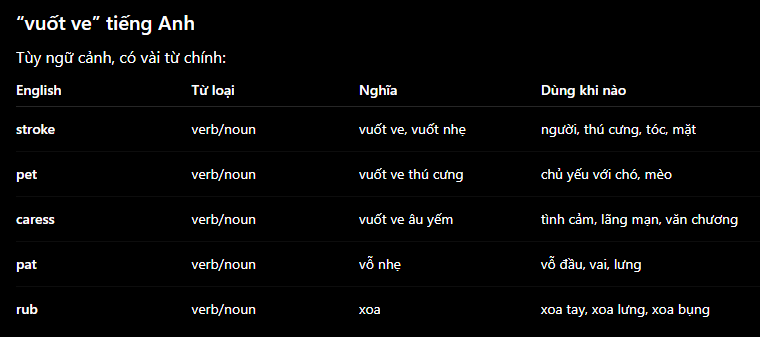 “vuốt ve” tiếng Anh
Tùy ngữ cảnh, có vài từ chính:
English Từ loại Nghĩa Dùng khi nào
stroke verb/noun vuốt ve, vuốt nhẹ người, thú cưng, tóc, mặt
pet verb/noun vuốt ve thú cưng chủ yếu với chó, mèo
caress verb/noun vuốt ve âu yếm tình cảm, lãng mạn, văn chương
pat verb/noun vỗ nhẹ vỗ đầu, vai, lưng
rub verb/noun xoa xoa tay, xoa lưng, xoa bụng